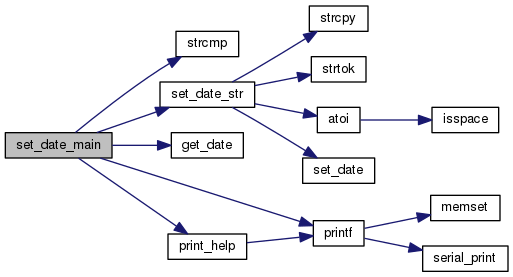 strcpy
strcmp
strtok
set_date_str
atoi
isspace
set_date_main
get_date
set_date
memset
printf
print_help
serial_print